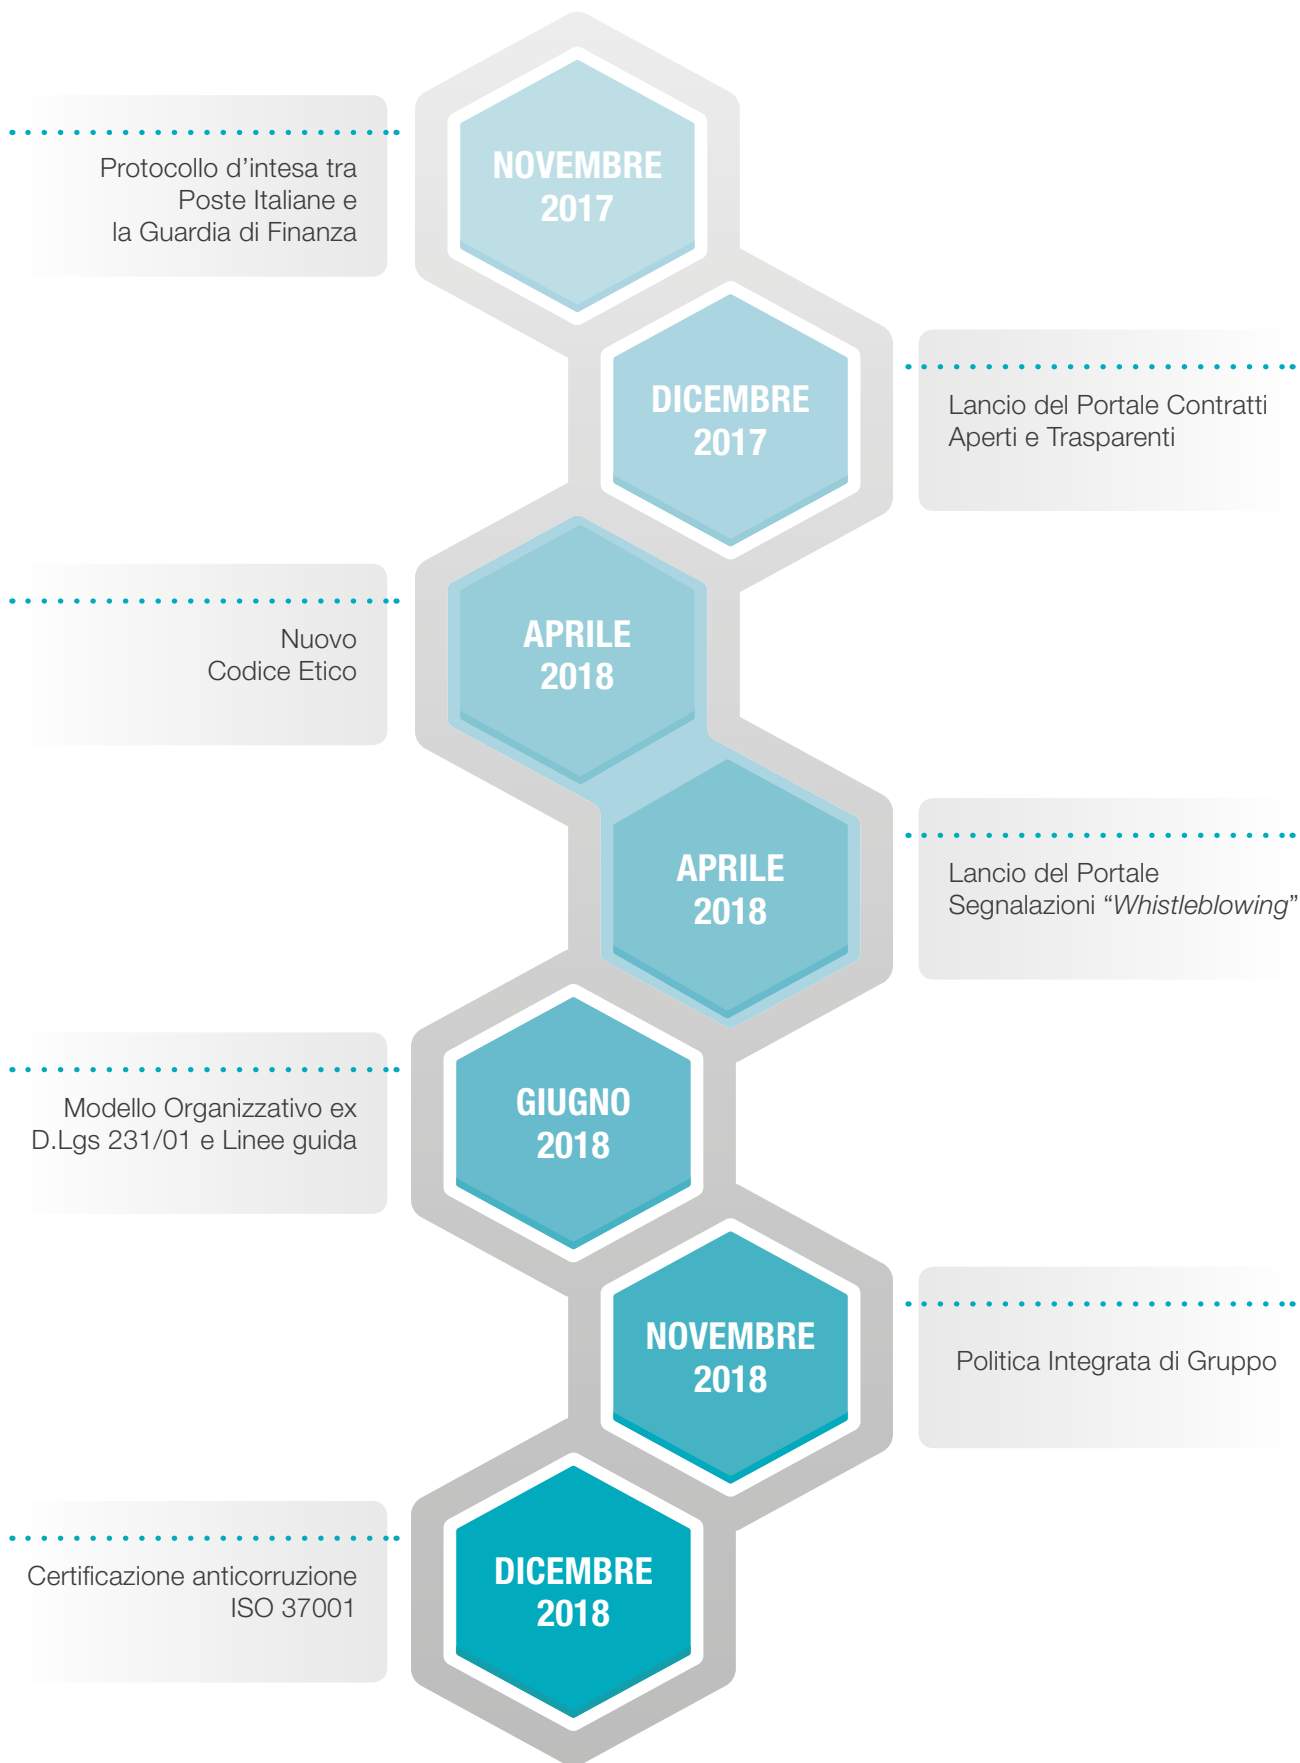 NOVEMBRE
2017
Protocollo d’intesa tra
Poste Italiane e
la Guardia di Finanza
DICEMBRE
2017
Lancio del Portale Contratti
Aperti e Trasparenti
APRILE
2018
Nuovo
Codice Etico
APRILE
2018
Lancio del Portale
Segnalazioni “Whistleblowing”
GIUGNO
2018
Modello Organizzativo ex
D.Lgs 231/01 e Linee guida
NOVEMBRE
2018
Politica Integrata di Gruppo
DICEMBRE
2018
Certificazione anticorruzione
ISO 37001